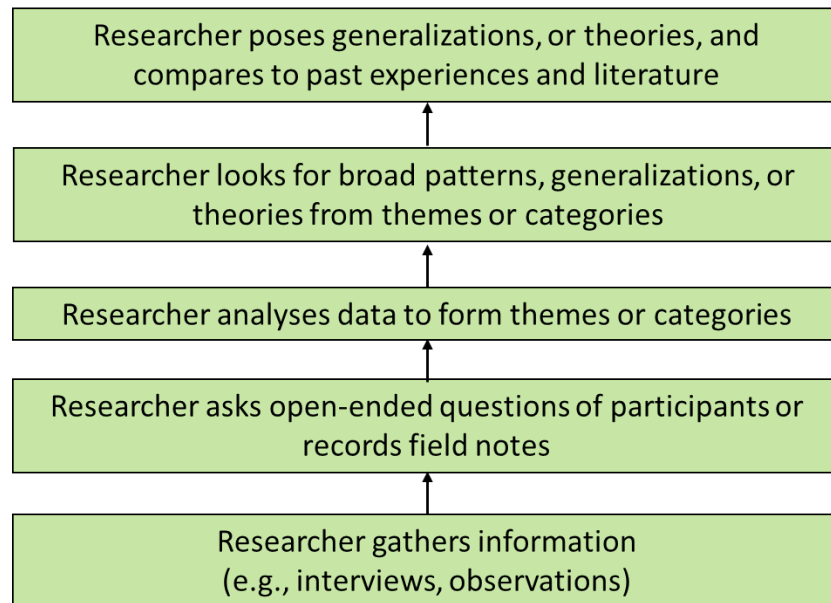 Researcher poses generalizations, or theories, and
compares to past experiences and literature
Researcher looks for broad patterns, generalizations, or
theories from themes or categories
Researcher analyses data to form themes or categories
Researcher asks open-ended questions of participants or
records field notes
Researcher gathers information
(e.g., interviews, observations)